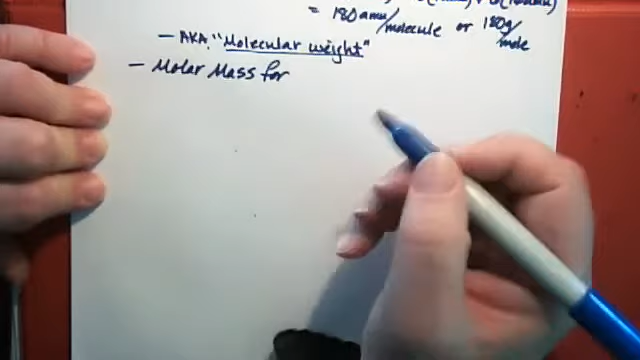 = 180 amu/molecule or 180g/mole
- AKA "Molecular weight"
- Molar Mass for